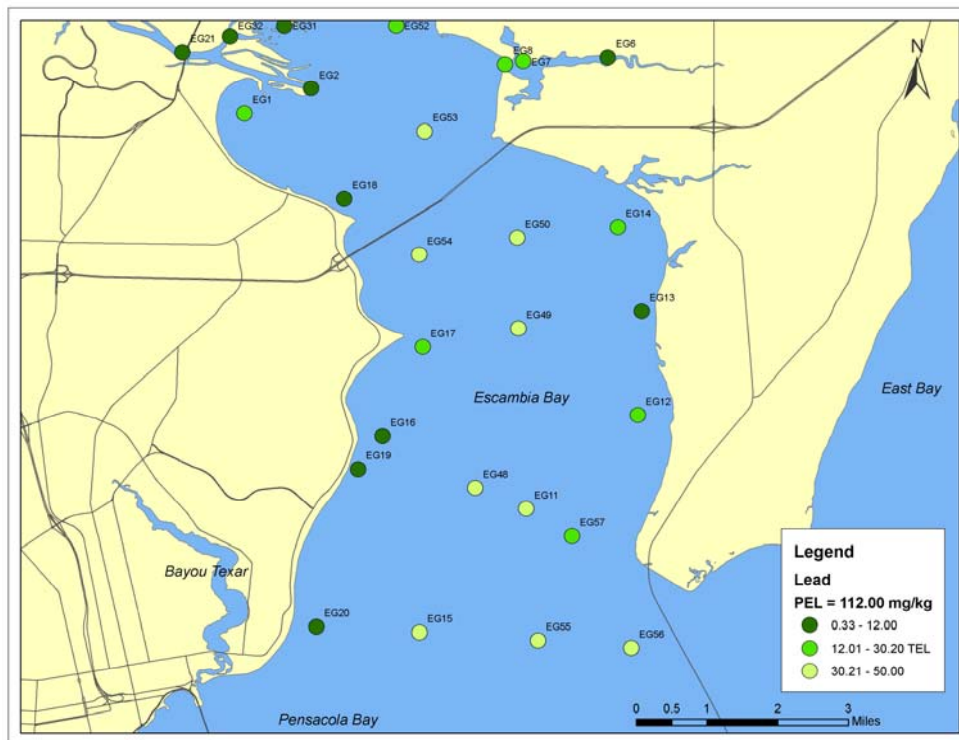 EG32
EG31
EG52
EG21
EG8
EG6
EG7
N
EG2
EG1
EG53
EG18
EG14
EG50
EG54
EG13
EG49
EG17
Escambia Bay
East Bay
EG12
EG16
EG19
EG48
EG11
EG57
Legend
Lead
PEL = 112.00 mg/kg
0.33 - 12.00
12.01 - 30.20 TEL
30.21 - 50.00
Bayou Texar
EG20
EG15
EG55
EG56
Pensacola Bay
0 0.5 1 2 3
Miles